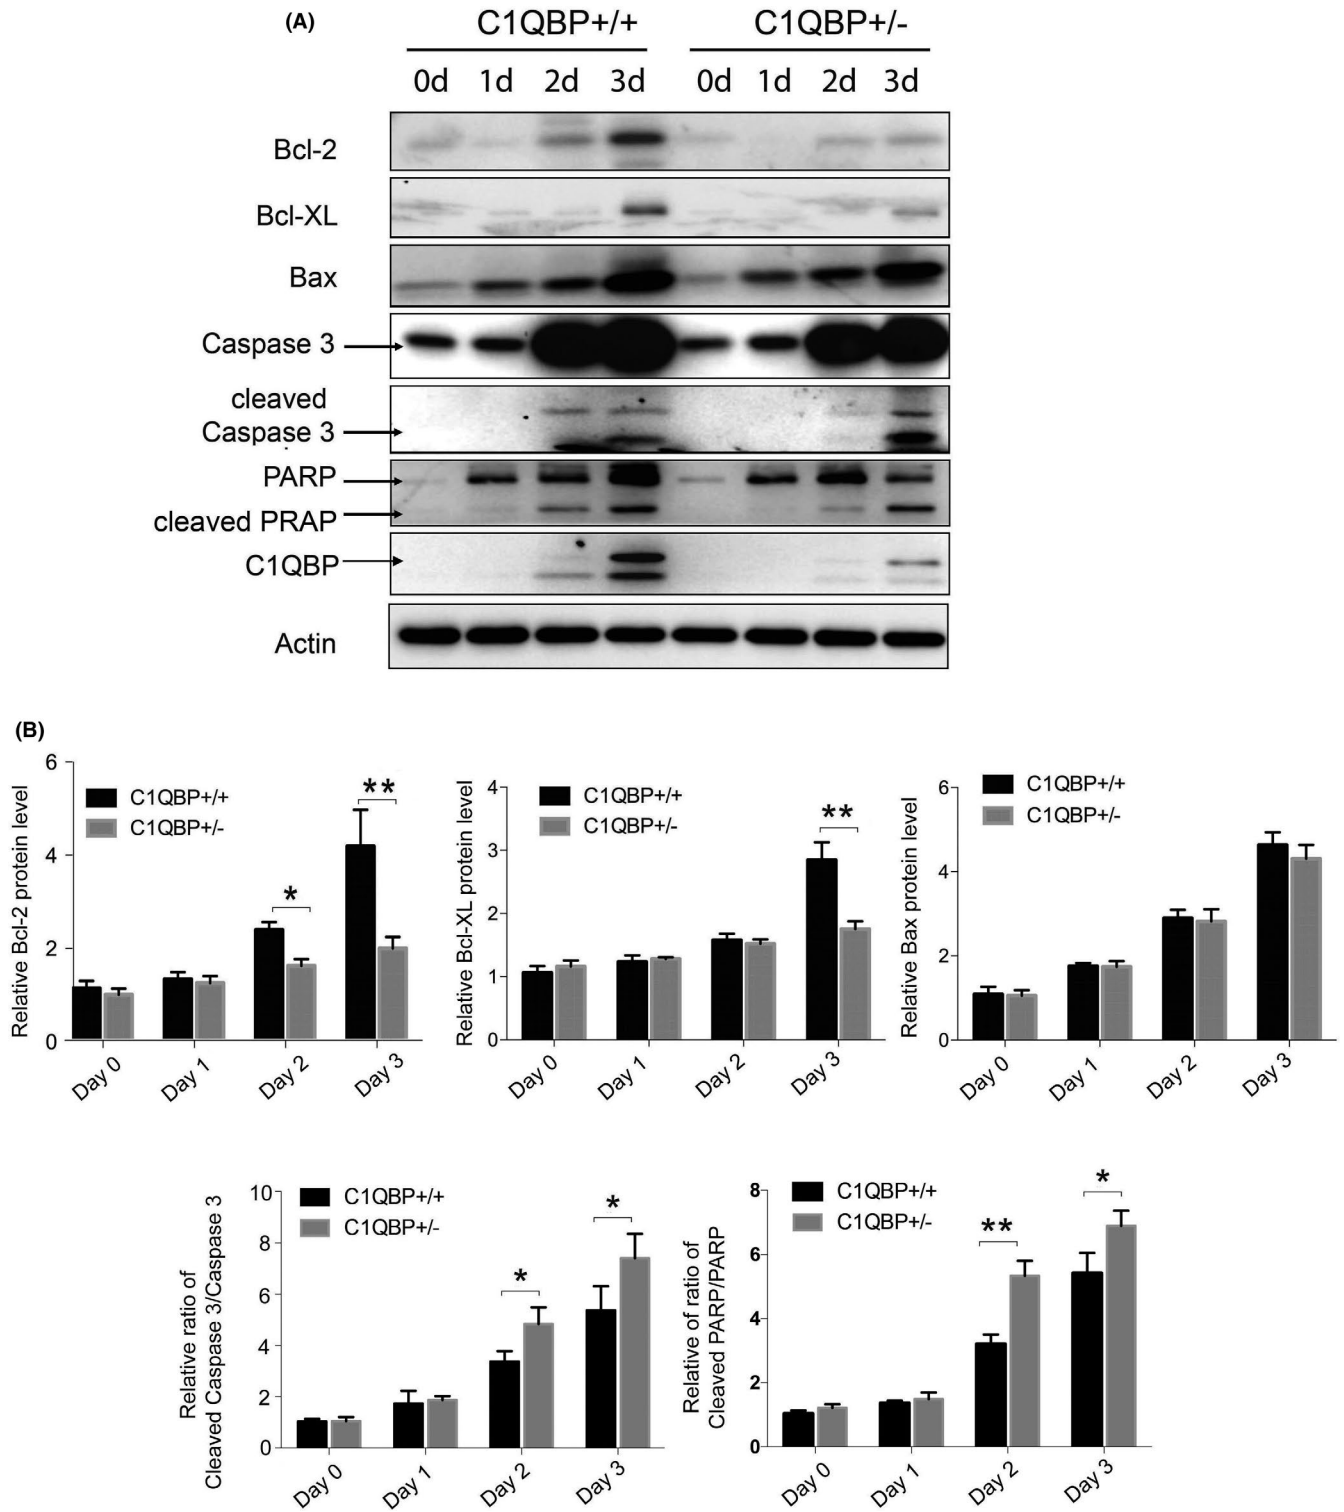 (A)
C1QBP+/+ C1QBP+/-
0d 1d 2d 3d 0d 1d 2d 3d
Bcl-2
Bcl-XL
Bax
Caspase 3
cleaved
Caspase 3
PARP
cleaved PRAP
C1QBP
Actin
(B)
Relative Bcl-2 protein level
6
4
2
0
C1QBP+/+
C1QBP+/-
*
**
Day 0 Day 1 Day 2 Day 3
Relative Bcl-XL protein level
4
3
2
1
0
C1QBP+/+
C1QBP+/-
**
Day 0 Day 1 Day 2 Day 3
Relative Bax protein level
6
4
2
0
C1QBP+/+
C1QBP+/-
Day 0 Day 1 Day 2 Day 3
Relative ratio of
Cleaved Caspase 3/Caspase 3
10
8
6
4
2
0
C1QBP+/+
C1QBP+/-
*
*
Day 0 Day 1 Day 2 Day 3
Relative of ratio of
Cleaved PARP/PARP
8
6
4
2
0
C1QBP+/+
C1QBP+/-
**
*
Day 0 Day 1 Day 2 Day 3